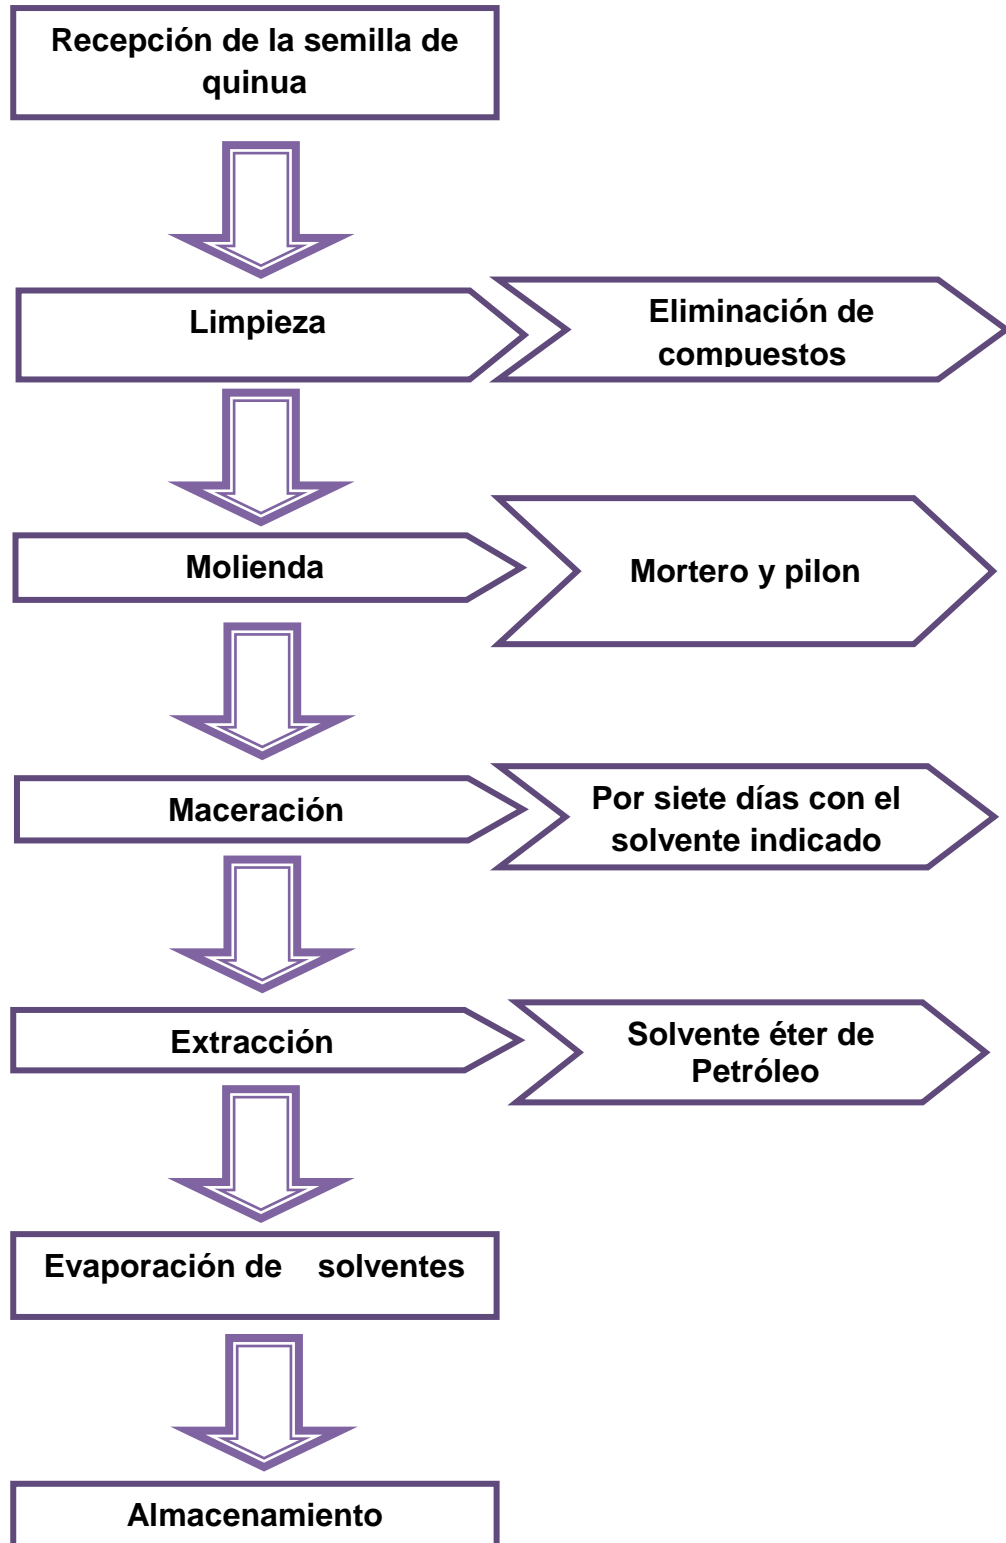 Recepción de la semilla de
quinua
Limpieza
Eliminación de
compuestos
Molienda
Mortero y pilon
Maceración
Por siete días con el
solvente indicado
Extracción
Solvente éter de
Petróleo
Evaporación de solventes
Almacenamiento